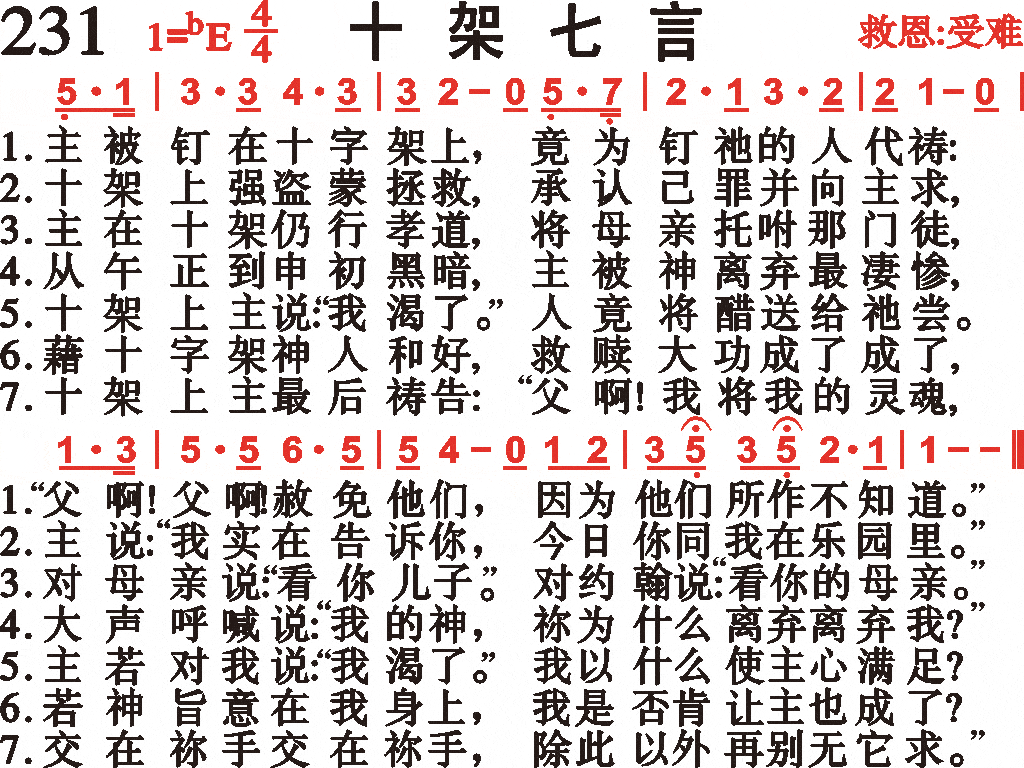 231 1=ᵇE 4/4 十架七言 救恩:受难
5·1 | 3·3 4·3 | 3 2-0 5·7 | 2·1 3·2 | 2 1-0 |
1.主被钉在十字架上，竟为钉祂的人代祷:
2.十架上强盗蒙拯救，承认己罪并向主求，
3.主在十架仍行孝道，将母亲托咐那门徒，
4.从午正到申初黑暗，主被神离弃最凄惨，
5.十架上主说:“我渴了。”人竟将醋送给祂尝。
6.藉十字架神人和好，救赎大功成了成了，
7.十架上主最后祷告:“父啊!我将我的灵魂，
1·3 | 5·5 6·5 | 5 4-0 1 2 | 3 5 3 5 2·1 | 1--
1.“父啊!父啊!赦免他们，因为他们所作不知道。”
2.主说:“我实在告诉你，今日你同我在乐园里。”
3.对母亲说:“看你儿子。”对约翰说:“看你的母亲。”
4.大声呼喊说:“我的神，祢为什么离弃离弃我?”
5.主若对我说:“我渴了。”我以什么使主心满足?
6.若神旨意在我身上，我是否肯让主也成了?
7.交在祢手交在祢手，除此以外再别无它求。”